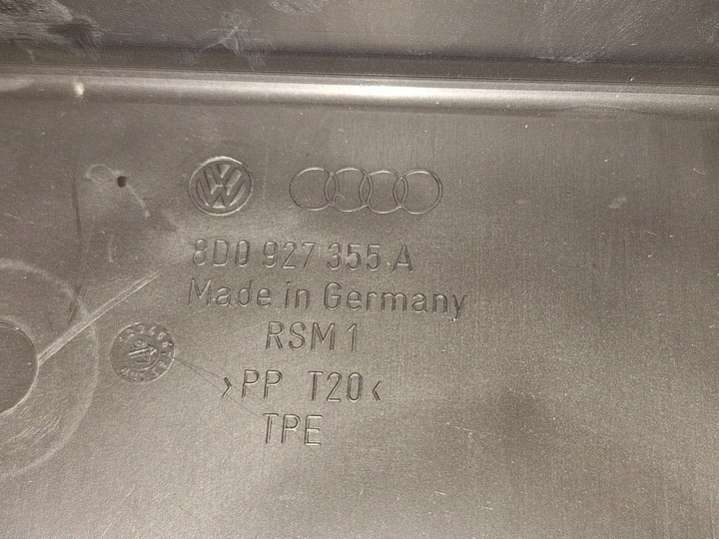 8D0 927 355.A
Made in Germany
RSM1
>PP T20<
TPE